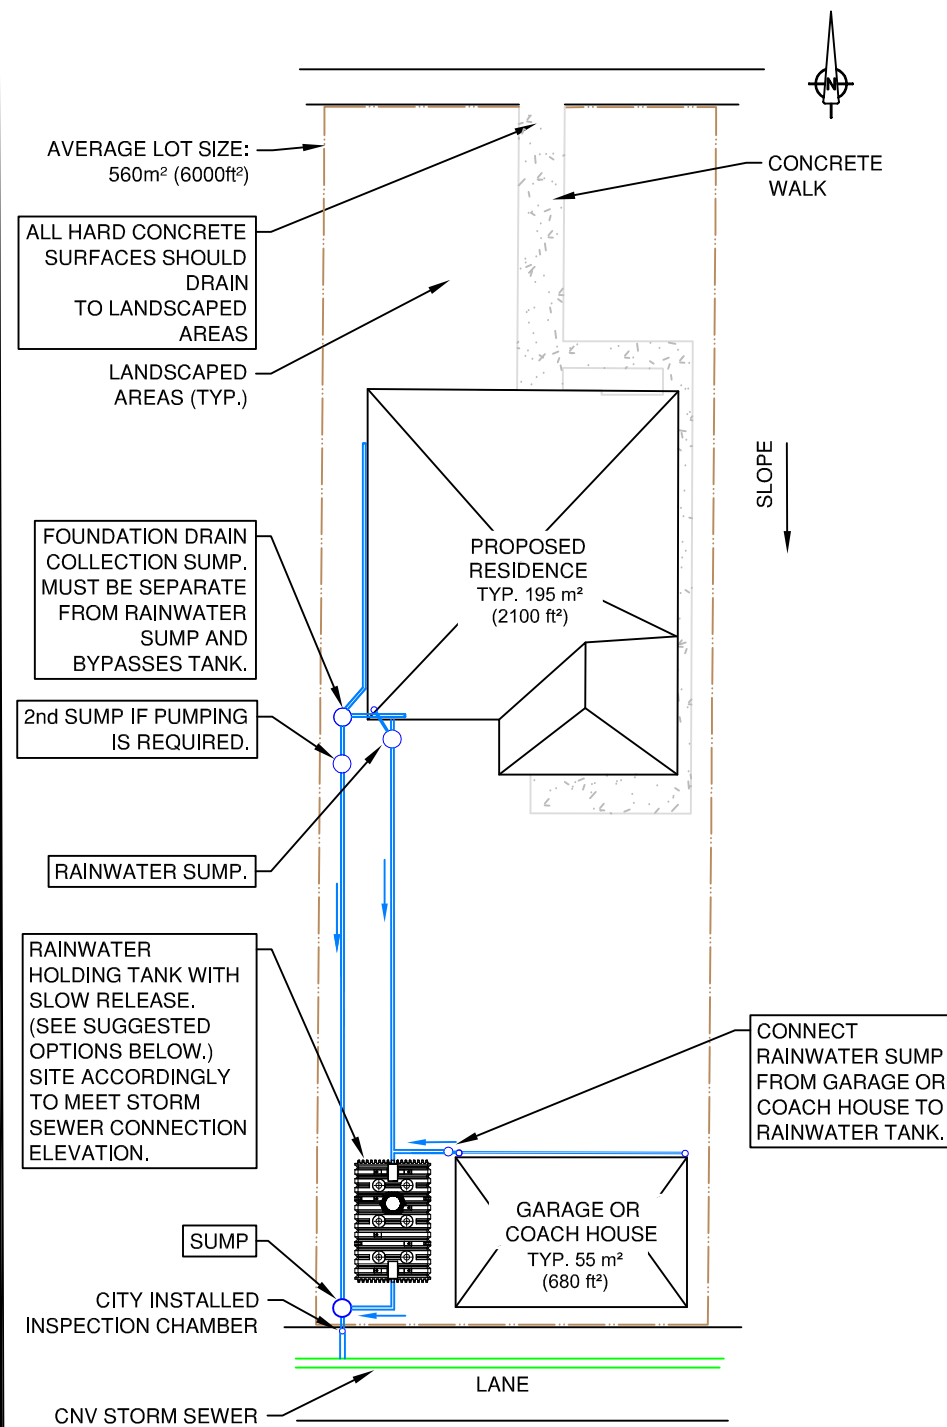 N
AVERAGE LOT SIZE:
560m² (6000ft²)
CONCRETE
WALK
ALL HARD CONCRETE
SURFACES SHOULD
DRAIN
TO LANDSCAPED
AREAS
LANDSCAPED
AREAS (TYP.)
SLOPE
FOUNDATION DRAIN
COLLECTION SUMP.
MUST BE SEPARATE
FROM RAINWATER
SUMP AND
BYPASSES TANK.
PROPOSED
RESIDENCE
TYP. 195 m²
(2100 ft²)
2nd SUMP IF PUMPING
IS REQUIRED.
RAINWATER SUMP.
RAINWATER
HOLDING TANK WITH
SLOW RELEASE.
(SEE SUGGESTED
OPTIONS BELOW.)
SITE ACCORDINGLY
TO MEET STORM
SEWER CONNECTION
ELEVATION.
CONNECT
RAINWATER SUMP
FROM GARAGE OR
COACH HOUSE TO
RAINWATER TANK.
GARAGE OR
COACH HOUSE
TYP. 55 m²
(680 ft²)
SUMP
CITY INSTALLED
INSPECTION CHAMBER
LANE
CNV STORM SEWER